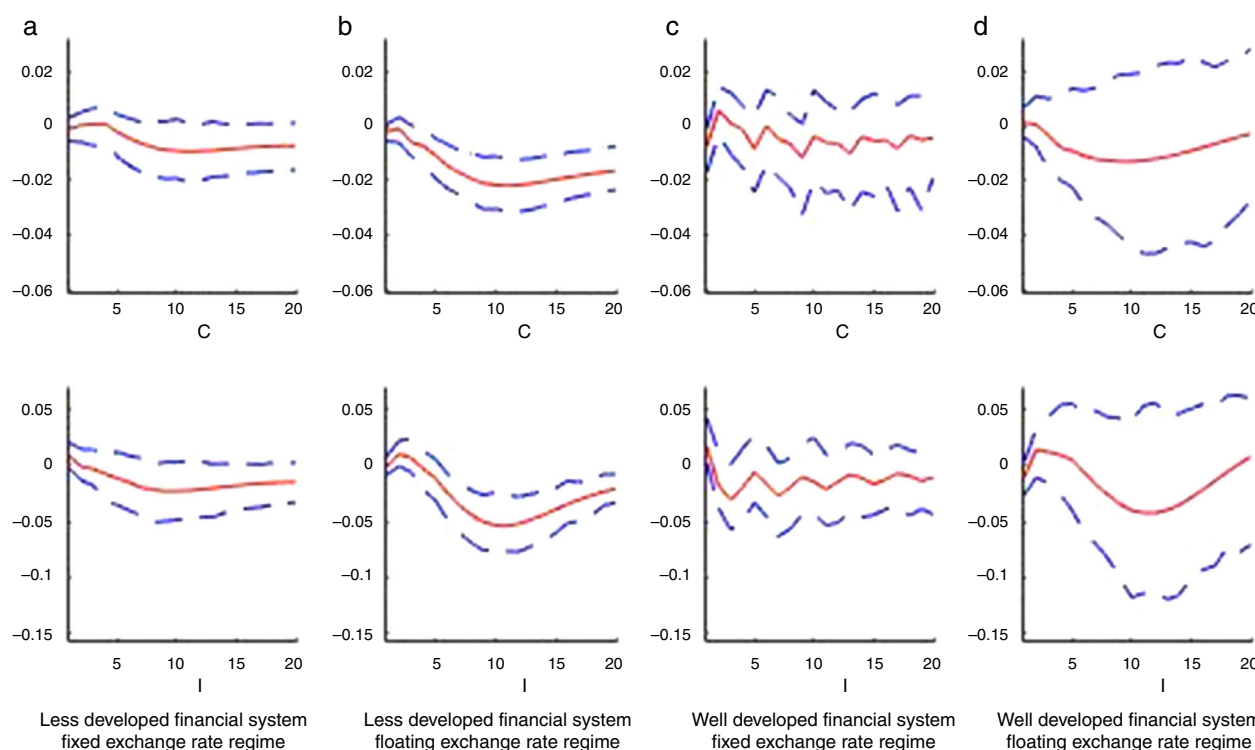 a b c d
0.02 0.02 0.02 0.02
0 0 0 0
–0.02 –0.02 –0.02 –0.02
–0.04 –0.04 –0.04 –0.04
–0.06 –0.06 –0.06 –0.06
5 10 15 20 5 10 15 20 5 10 15 20 5 10 15 20
C C C C
0.05 0.05 0.05 0.05
0 0 0 0
–0.05 –0.05 –0.05 –0.05
–0.1 –0.1 –0.1 –0.1
–0.15 –0.15 –0.15 –0.15
5 10 15 20 5 10 15 20 5 10 15 20 5 10 15 20
I I I I
Less developed financial system Less developed financial system Well developed financial system Well developed financial system
fixed exchange rate regime floating exchange rate regime fixed exchange rate regime floating exchange rate regime